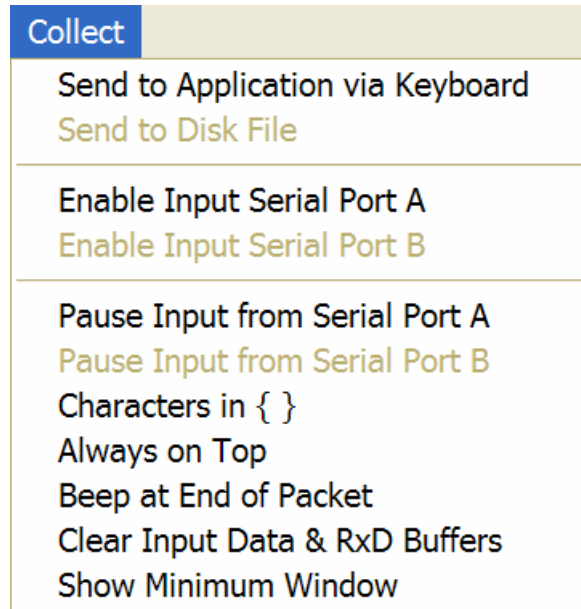 Collect
Send to Application via Keyboard
Send to Disk File
Enable Input Serial Port A
Enable Input Serial Port B
Pause Input from Serial Port A
Pause Input from Serial Port B
Characters in { }
Always on Top
Beep at End of Packet
Clear Input Data & RxD Buffers
Show Minimum Window